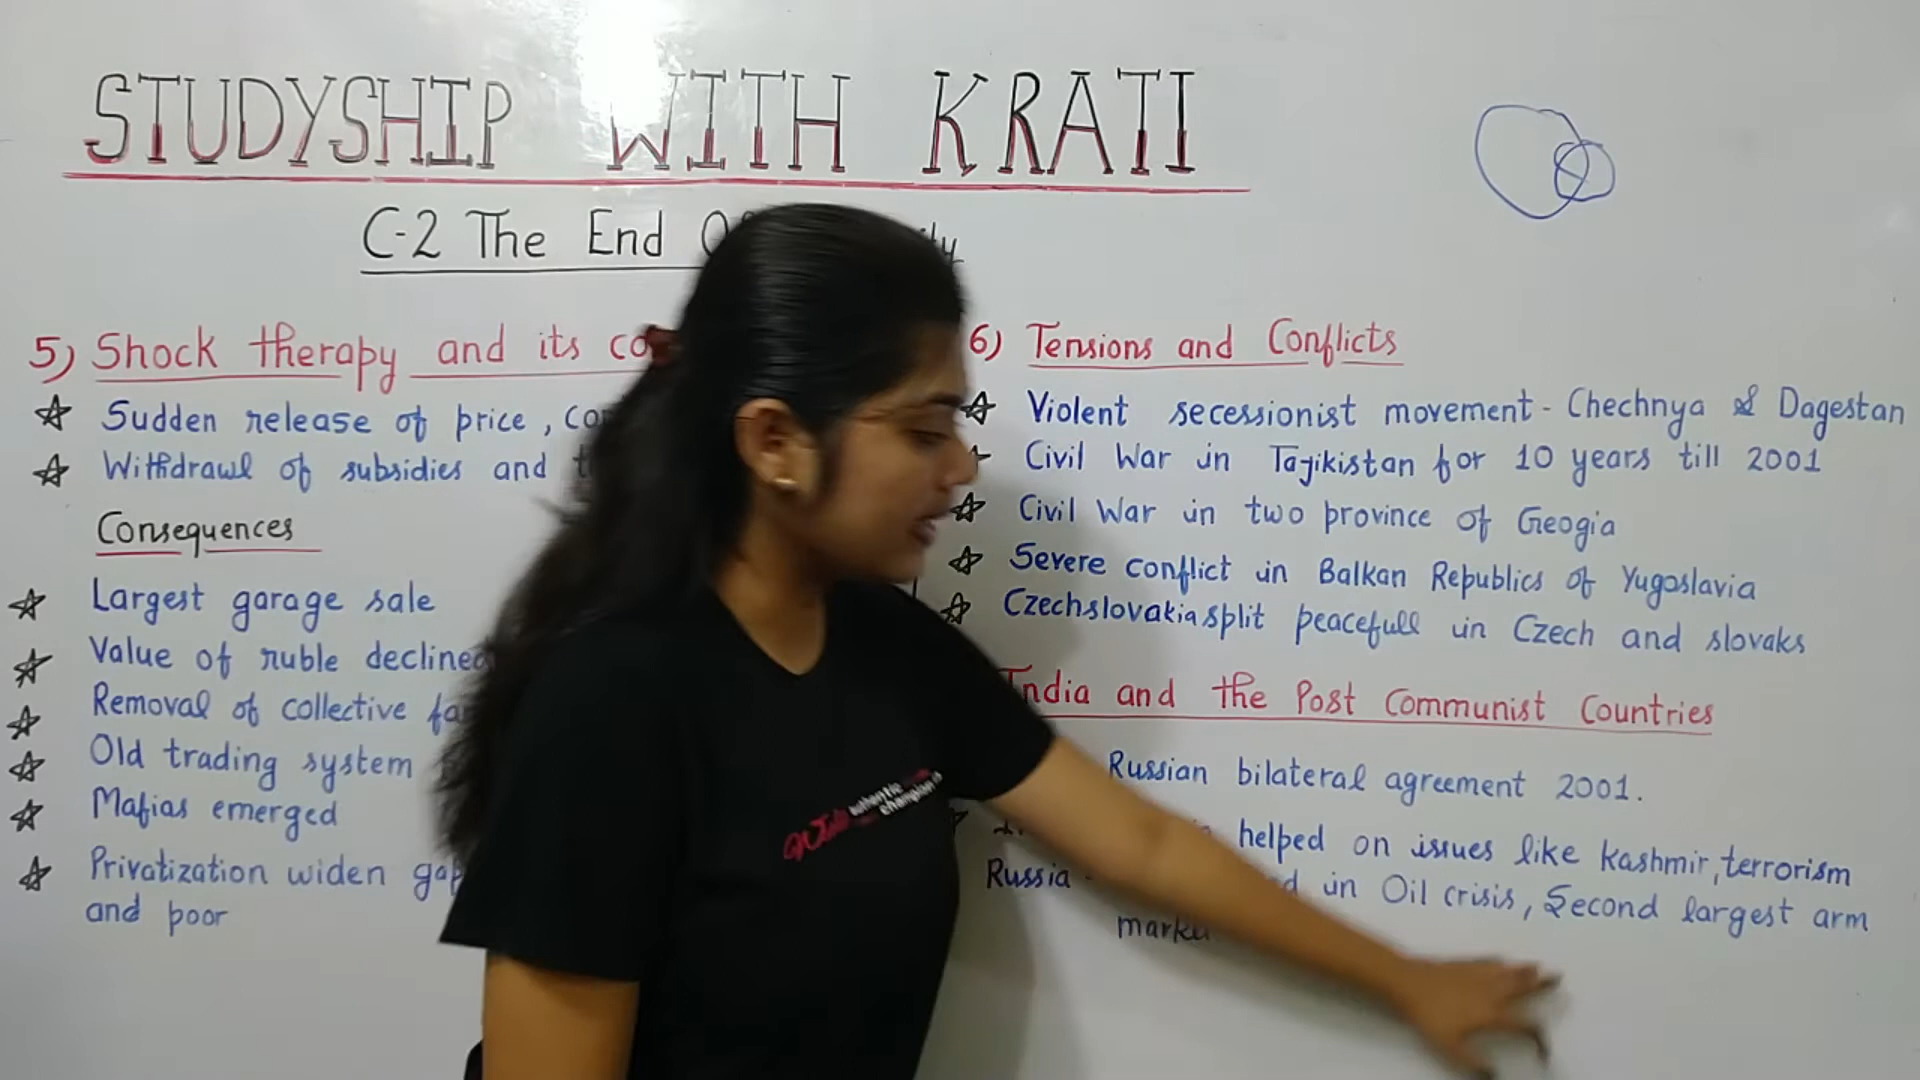 STUDYSHIP WITH KRATI
C-2 The End
5) Shock therapy and its
Sudden release of price,
Withdrawl of subsidies and
Consequences
Largest garage sale
Value of ruble declined
Removal of collective
Old trading system
Mafias emerged
Privatization widen gap
and poor
6) Tensions and Conflicts
Violent secessionist movement - Chechnya & Dagestan
Civil War in Tajikistan for 10 years till 2001
Civil War in two province of Geogia
Severe conflict in Balkan Republics of Yugoslavia
Czechslovakia split peacefull in Czech and slovaks
India and the Post Communist Countries
Russian bilateral agreement 2001.
helped on issues like Kashmir, terrorism
Russia - in Oil crisis, Second largest arm
authentic
champion